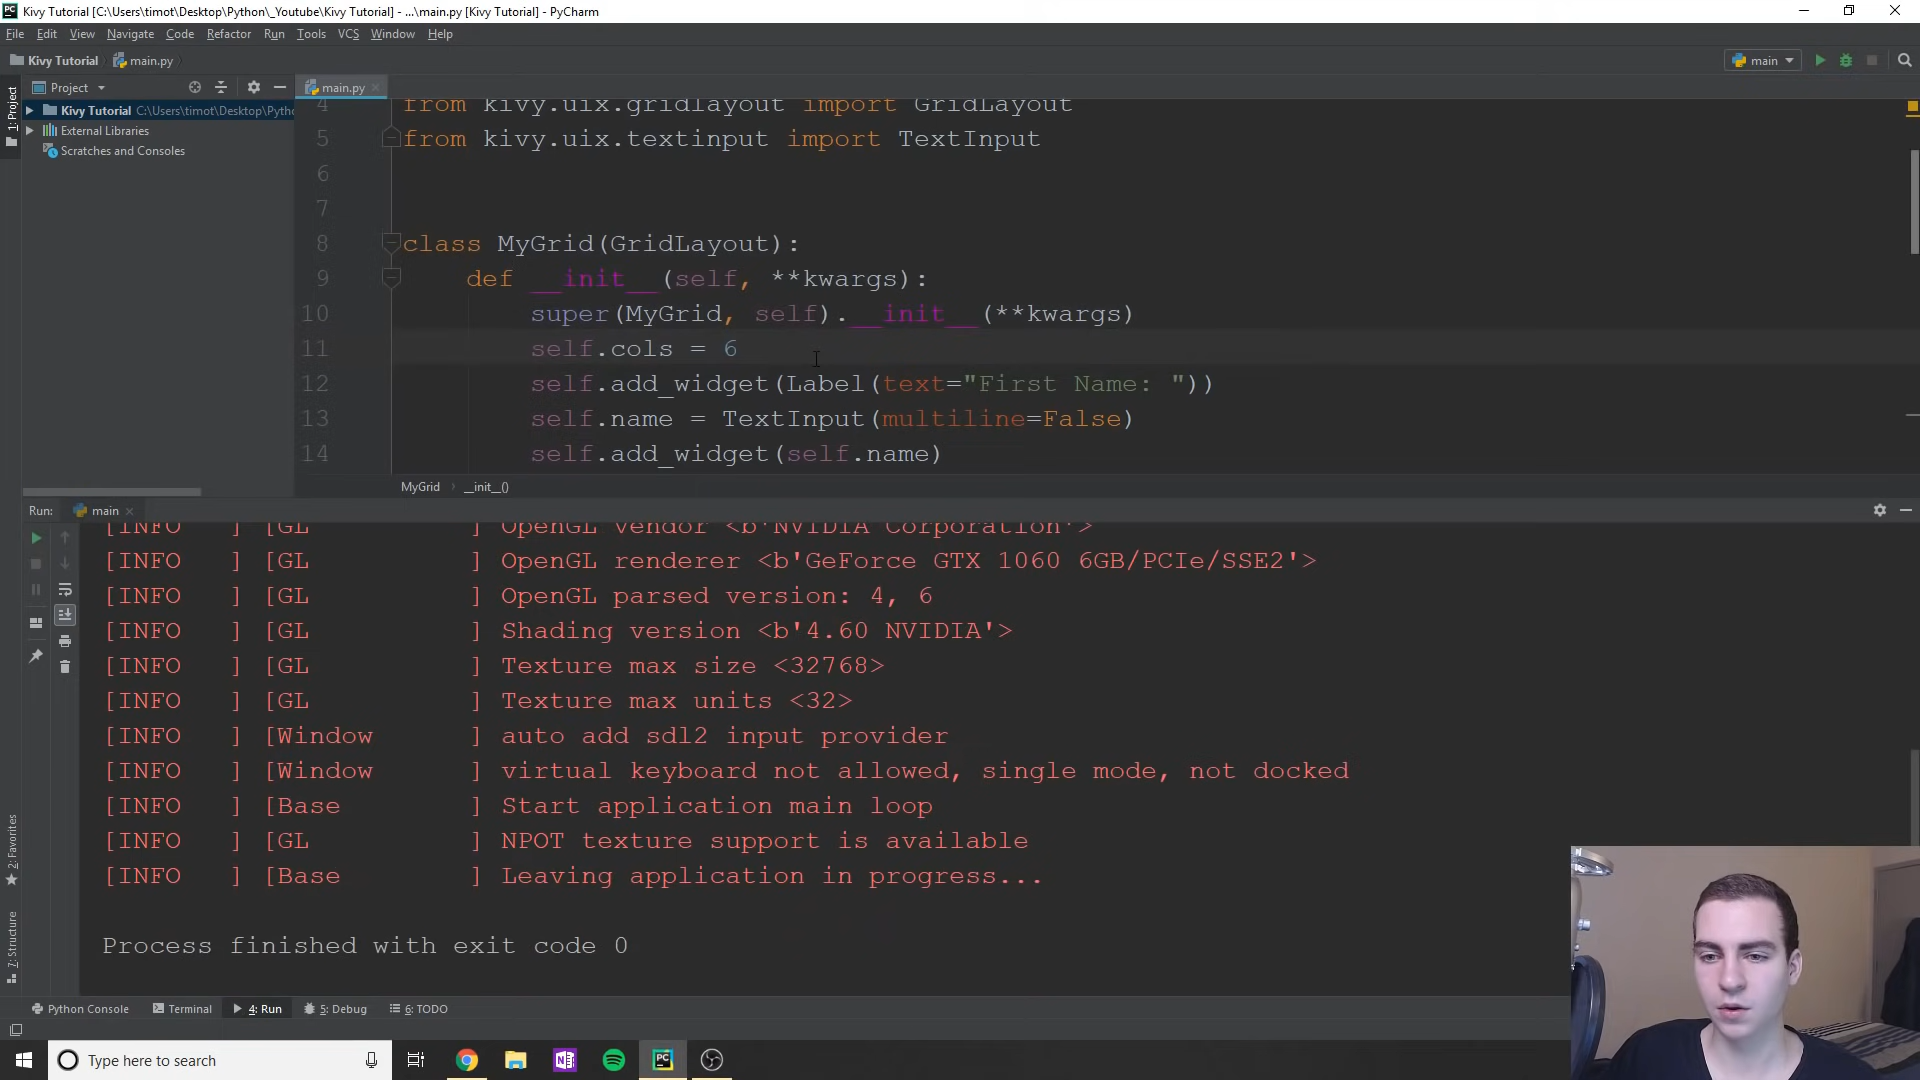 Kivy Tutorial [C:\Users\timot\Desktop\Python\_Youtube\Kivy Tutorial] - ...\main.py [Kivy Tutorial] - PyCharm
File Edit View Navigate Code Refactor Run Tools VCS Window Help
Kivy Tutorial main.py main
Project main.py
1: Project
Kivy Tutorial C:\Users\timot\Desktop\Pytho
External Libraries
Scratches and Consoles
4 from kivy.uix.gridlayout import GridLayout
5 from kivy.uix.textinput import TextInput
6
7
8 class MyGrid(GridLayout):
9 def __init__(self, **kwargs):
10 super(MyGrid, self).__init__(**kwargs)
11 self.cols = 6
12 self.add_widget(Label(text="First Name: "))
13 self.name = TextInput(multiline=False)
14 self.add_widget(self.name)
MyGrid › __init__()
Run: main
[INFO ] [GL ] OpenGL vendor <b'NVIDIA Corporation'>
[INFO ] [GL ] OpenGL renderer <b'GeForce GTX 1060 6GB/PCIe/SSE2'>
[INFO ] [GL ] OpenGL parsed version: 4, 6
[INFO ] [GL ] Shading version <b'4.60 NVIDIA'>
[INFO ] [GL ] Texture max size <32768>
[INFO ] [GL ] Texture max units <32>
[INFO ] [Window ] auto add sdl2 input provider
[INFO ] [Window ] virtual keyboard not allowed, single mode, not docked
[INFO ] [Base ] Start application main loop
[INFO ] [GL ] NPOT texture support is available
[INFO ] [Base ] Leaving application in progress...
Process finished with exit code 0
2: Favorites
7: Structure
Python Console Terminal 4: Run 5: Debug 6: TODO
Type here to search